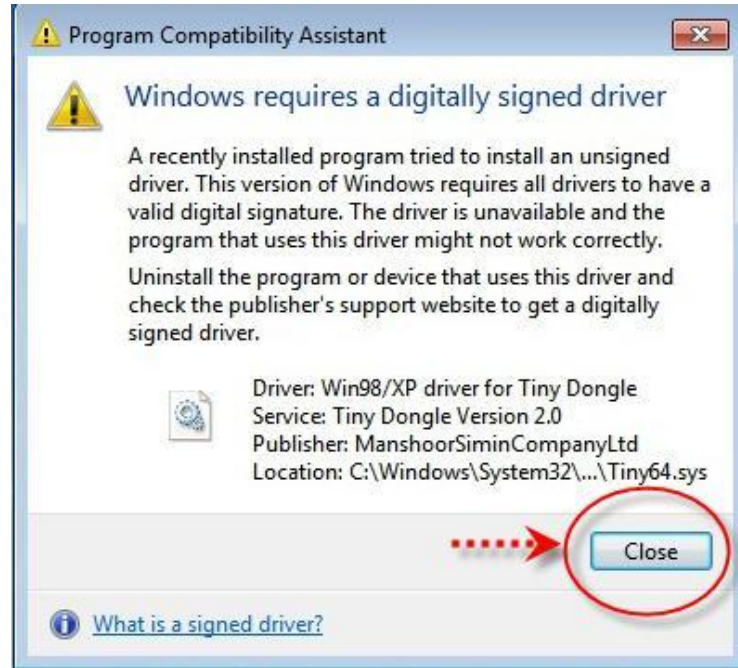 Program Compatibility Assistant
Windows requires a digitally signed driver
A recently installed program tried to install an unsigned
driver. This version of Windows requires all drivers to have a
valid digital signature. The driver is unavailable and the
program that uses this driver might not work correctly.
Uninstall the program or device that uses this driver and
check the publisher's support website to get a digitally
signed driver.
Driver: Win98/XP driver for Tiny Dongle
Service: Tiny Dongle Version 2.0
Publisher: ManshoorSiminCompanyLtd
Location: C:\Windows\System32\...\Tiny64.sys
Close
What is a signed driver?